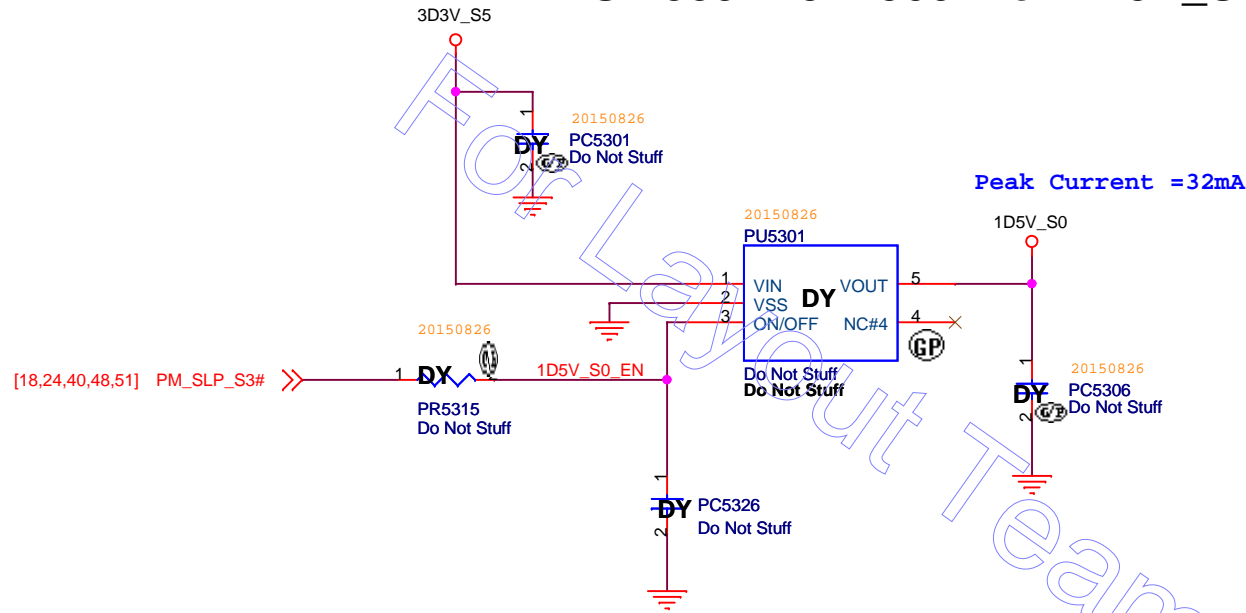 3D3V_S5
20150826
1
PC5301
DY
G/P
Do Not Stuff
2
Peak Current =32mA
20150826
1D5V_S0
PU5301
1
VIN
VOUT
5
2
VSS
DY
3
ON/OFF
NC#4
4
GP
Do Not Stuff
Do Not Stuff
20150826
[18,24,40,48,51] PM_SLP_S3#
1
DY
2
1D5V_S0_EN
PR5315
Do Not Stuff
1
20150826
PC5306
DY
G/P
Do Not Stuff
2
1
DY
PC5326
Do Not Stuff
2
For Layout Team